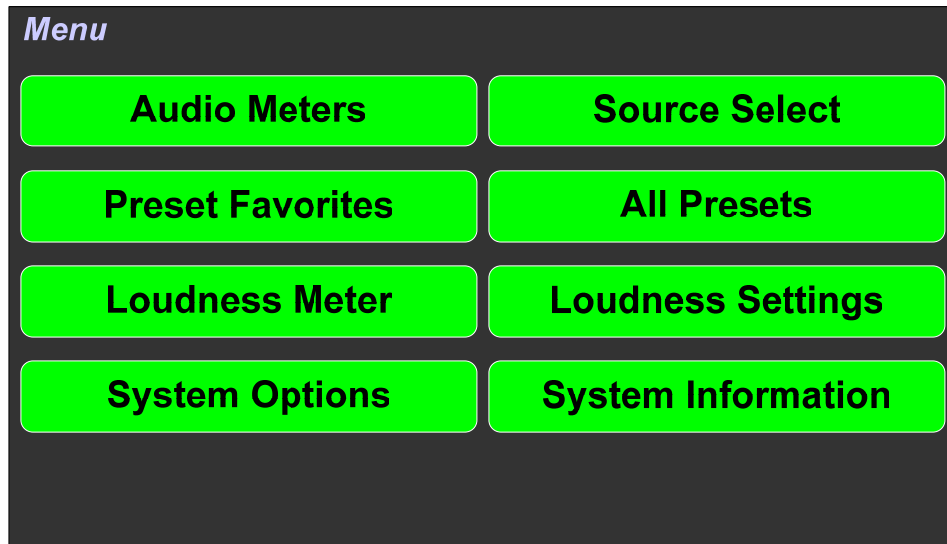 Menu
Audio Meters
Source Select
Preset Favorites
All Presets
Loudness Meter
Loudness Settings
System Options
System Information